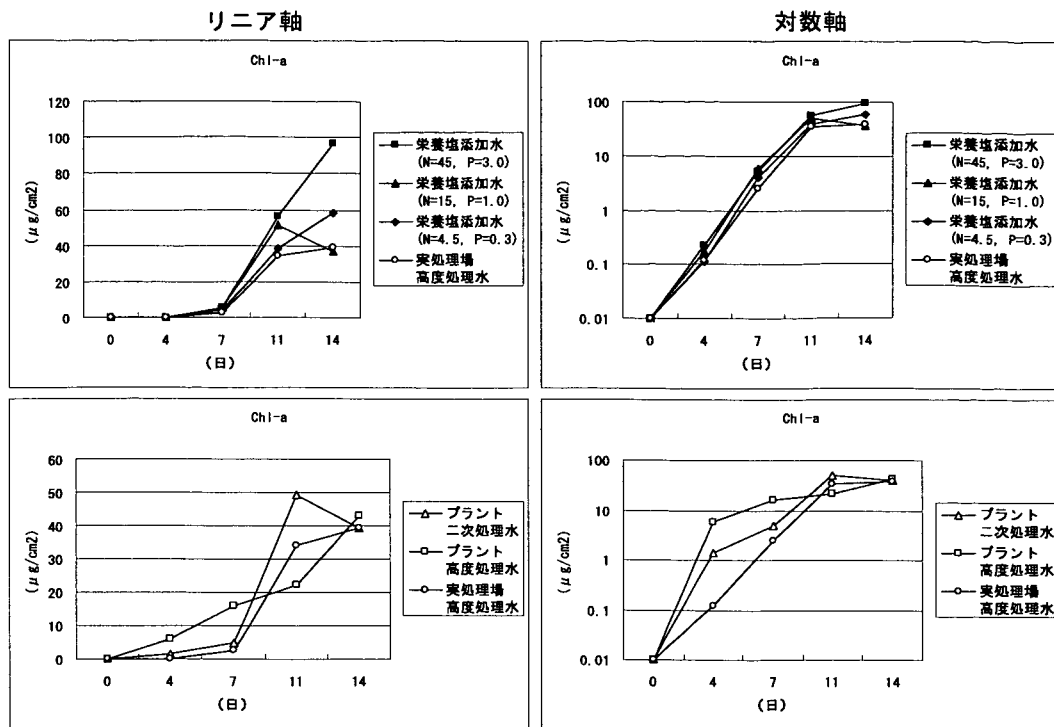 リニア軸
対数軸
Chl-a
120
100
80
60
40
20
0
(μg/cm2)
0 4 7 11 14
(日)
栄養塩添加水
(N=45, P=3.0)
栄養塩添加水
(N=15, P=1.0)
栄養塩添加水
(N=4.5, P=0.3)
実処理場
高度処理水
Chl-a
100
10
1
0.1
0.01
(μg/cm2)
0 4 7 11 14
(日)
栄養塩添加水
(N=45, P=3.0)
栄養塩添加水
(N=15, P=1.0)
栄養塩添加水
(N=4.5, P=0.3)
実処理場
高度処理水
Chl-a
60
50
40
30
20
10
0
(μg/cm2)
0 4 7 11 14
(日)
プラント
二次処理水
プラント
高度処理水
実処理場
高度処理水
Chl-a
100
10
1
0.1
0.01
(μg/cm2)
0 4 7 11 14
(日)
プラント
二次処理水
プラント
高度処理水
実処理場
高度処理水